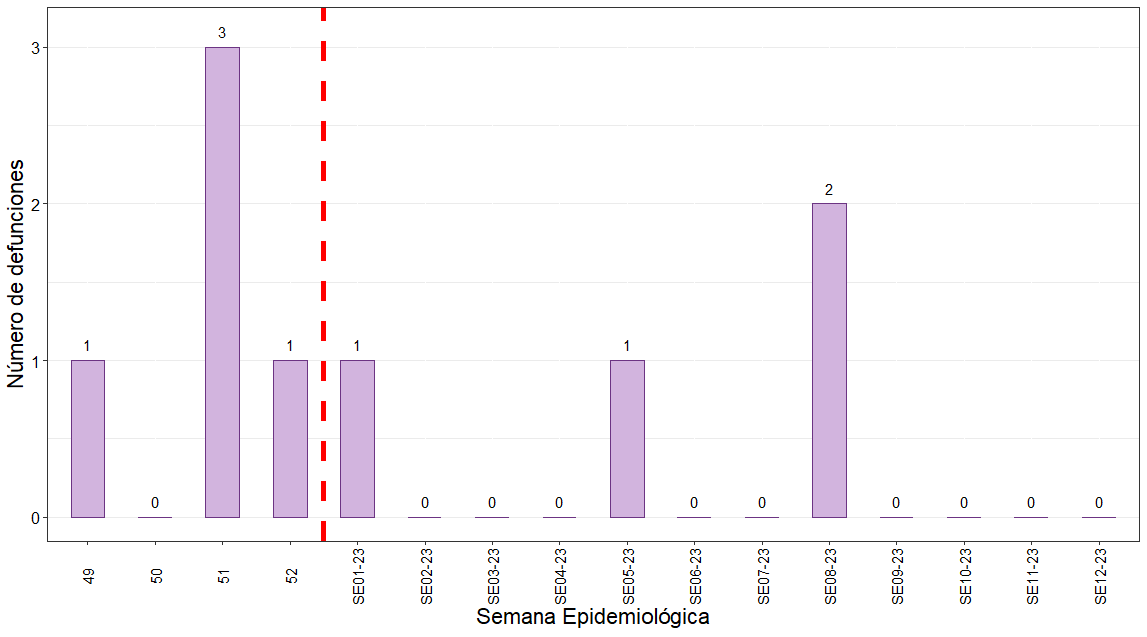 Número de defunciones
3
2
1
0
1
0
3
1
1
0
0
0
1
0
0
2
0
0
0
0
49
50
51
52
SE01-23
SE02-23
SE03-23
SE04-23
SE05-23
SE06-23
SE07-23
SE08-23
SE09-23
SE10-23
SE11-23
SE12-23
Semana Epidemiológica